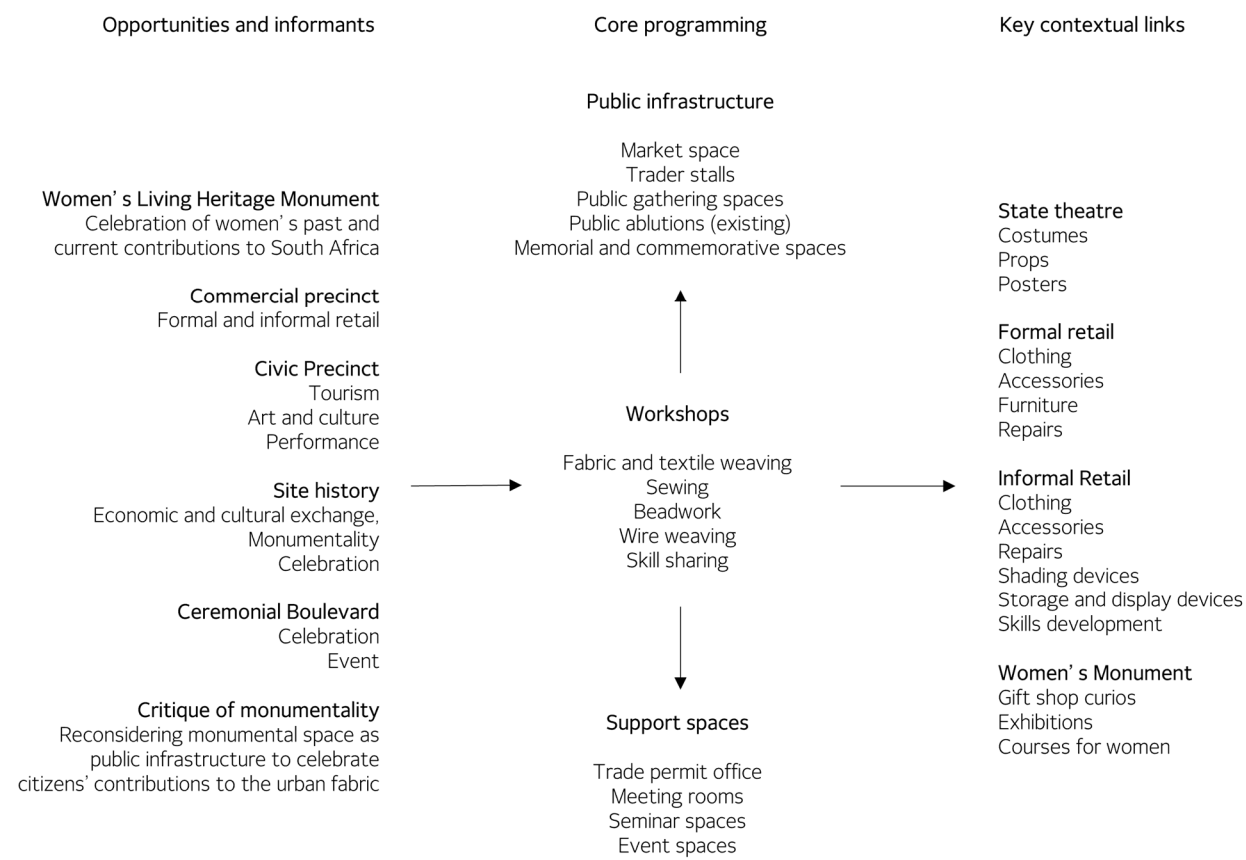 Opportunities and informants
Women’s Living Heritage Monument
Celebration of women’s past and
current contributions to South Africa
Commercial precinct
Formal and informal retail
Civic Precinct
Tourism
Art and culture
Performance
Site history
Economic and cultural exchange,
Monumentality
Celebration
Ceremonial Boulevard
Celebration
Event
Critique of monumentality
Reconsidering monumental space as
public infrastructure to celebrate
citizens’ contributions to the urban fabric
Core programming
Public infrastructure
Market space
Trader stalls
Public gathering spaces
Public ablutions (existing)
Memorial and commemorative spaces
Workshops
Fabric and textile weaving
Sewing
Beadwork
Wire weaving
Skill sharing
Support spaces
Trade permit office
Meeting rooms
Seminar spaces
Event spaces
Key contextual links
State theatre
Costumes
Props
Posters
Formal retail
Clothing
Accessories
Furniture
Repairs
Informal Retail
Clothing
Accessories
Repairs
Shading devices
Storage and display devices
Skills development
Women’s Monument
Gift shop curios
Exhibitions
Courses for women